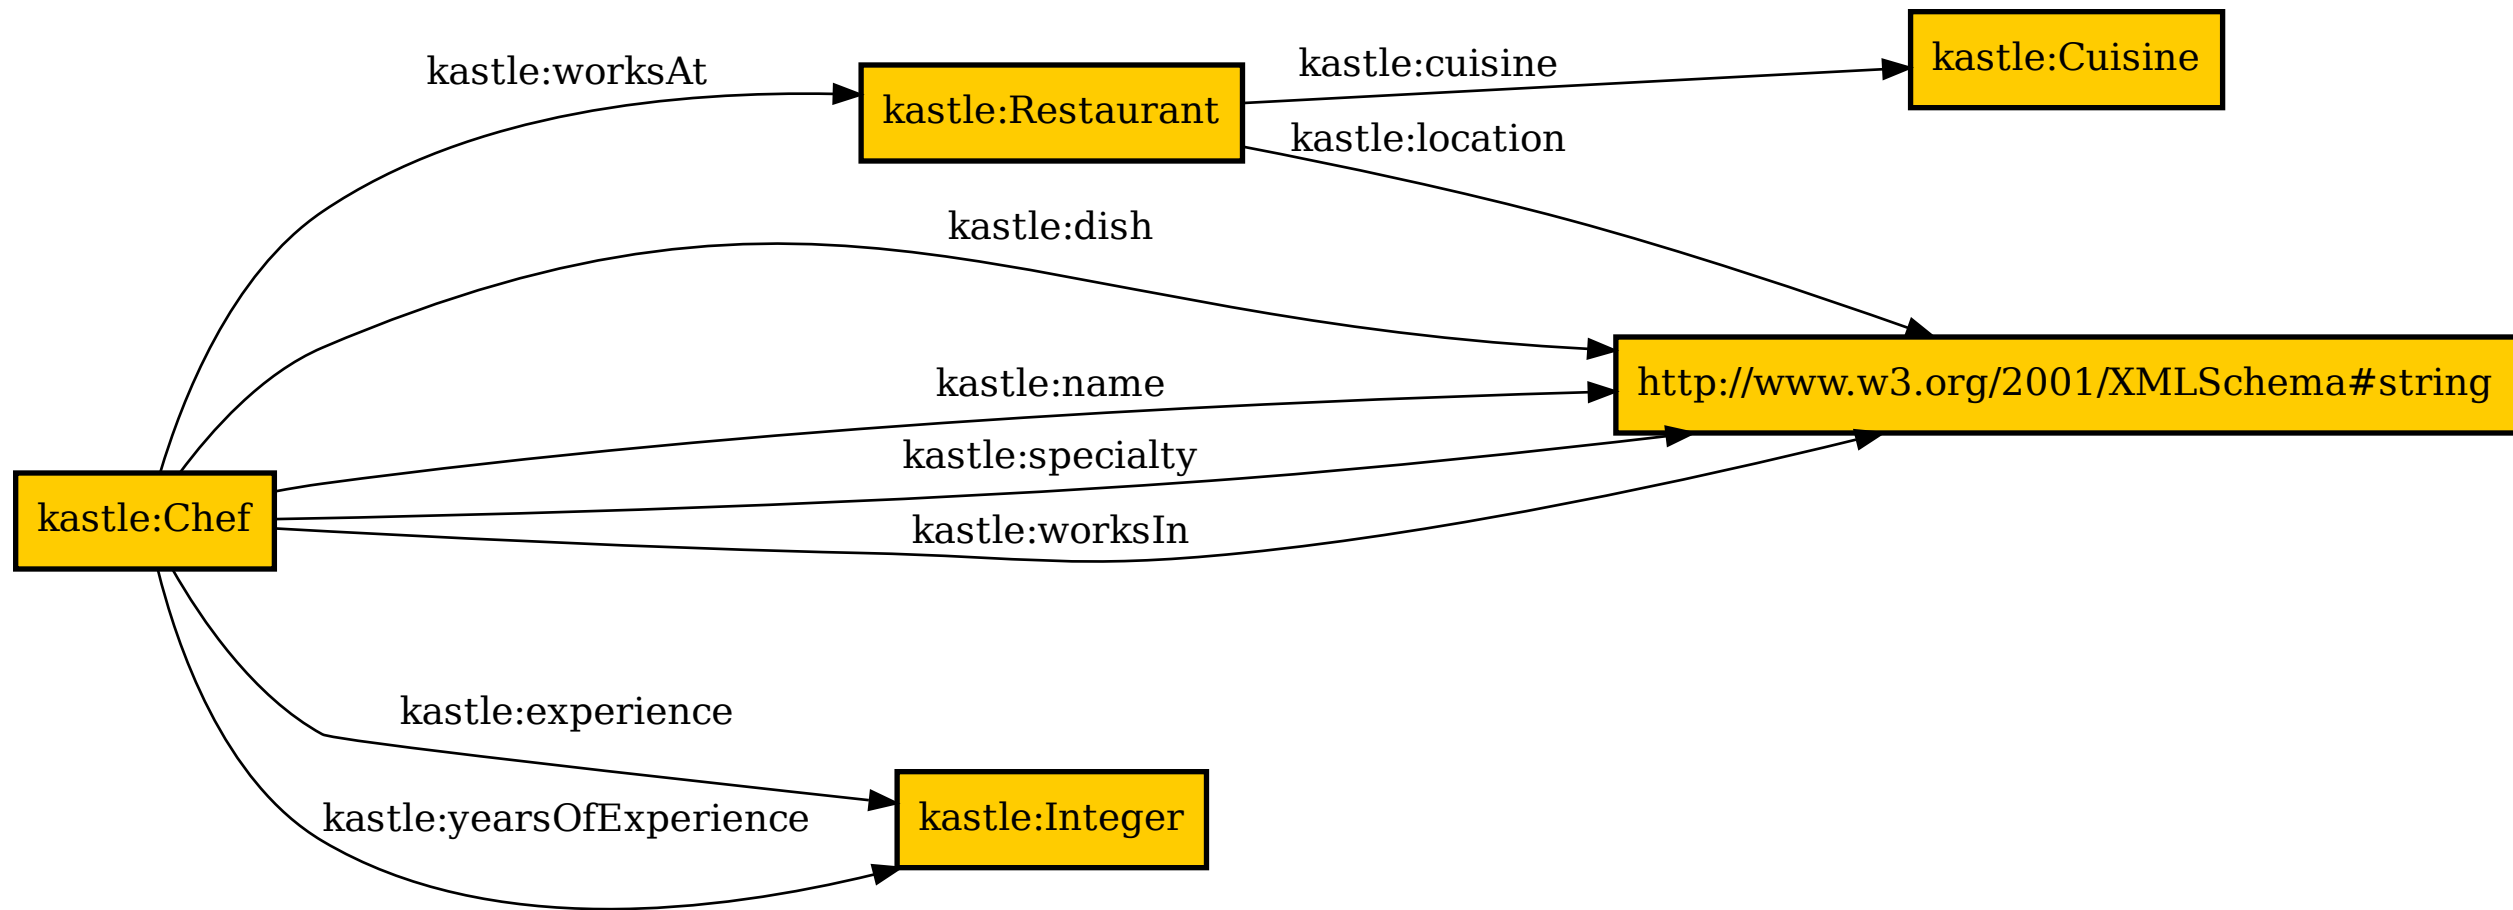 kastle:Cuisine
kastle:worksAt
kastle:cuisine
kastle:Restaurant
kastle:location
kastle:dish
kastle:name
http://www.w3.org/2001/XMLSchema#string
kastle:specialty
kastle:Chef
kastle:worksIn
kastle:experience
kastle:yearsOfExperience
kastle:Integer